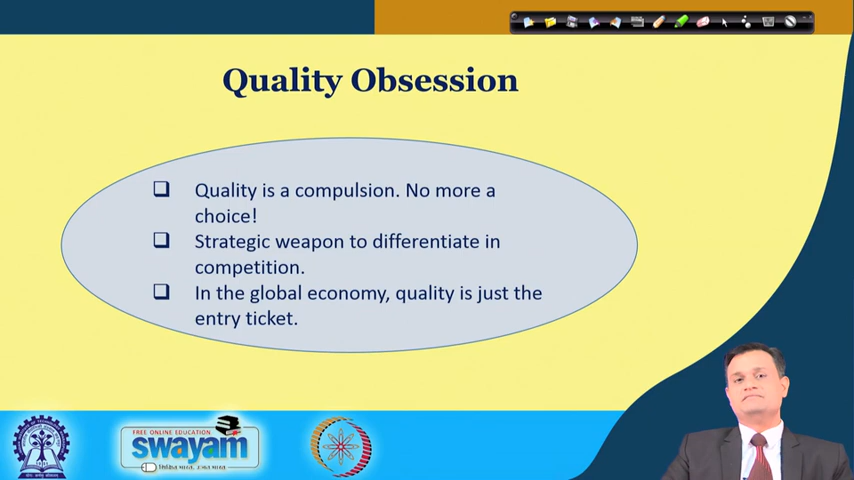 Quality Obsession
❑ Quality is a compulsion. No more a
choice!
❑ Strategic weapon to differentiate in
competition.
❑ In the global economy, quality is just the
entry ticket.
FREE ONLINE EDUCATION
swayam